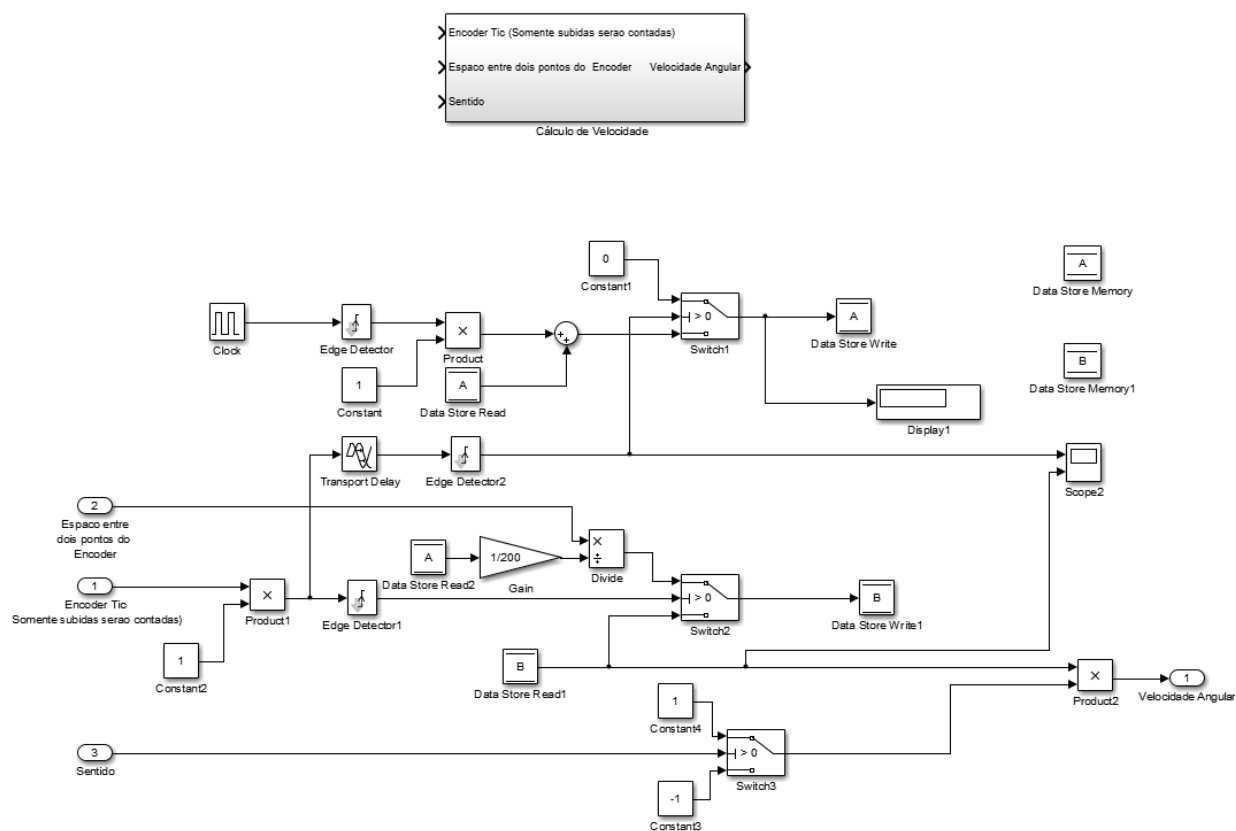 Encoder Tic (Somente subidas serao contadas)
Espaco entre dois pontos do Encoder
Velocidade Angular
Sentido
Cálculo de Velocidade
0
Constant1
A
Data Store Memory
Clock
Edge Detector
×
Product
++
> 0
Switch1
A
Data Store Write
B
Data Store Memory1
1
Constant
A
Data Store Read
Display1
Transport Delay
Edge Detector2
Scope2
2
Espaco entre
dois pontos do
Encoder
A
Data Store Read2
1/200
Gain
×
÷
Divide
1
Encoder Tic
Somente subidas serao contadas)
×
Product1
Edge Detector1
> 0
Switch2
B
Data Store Write1
1
Constant2
B
Data Store Read1
×
Product2
1
Velocidade Angular
1
Constant4
3
Sentido
> 0
Switch3
-1
Constant3